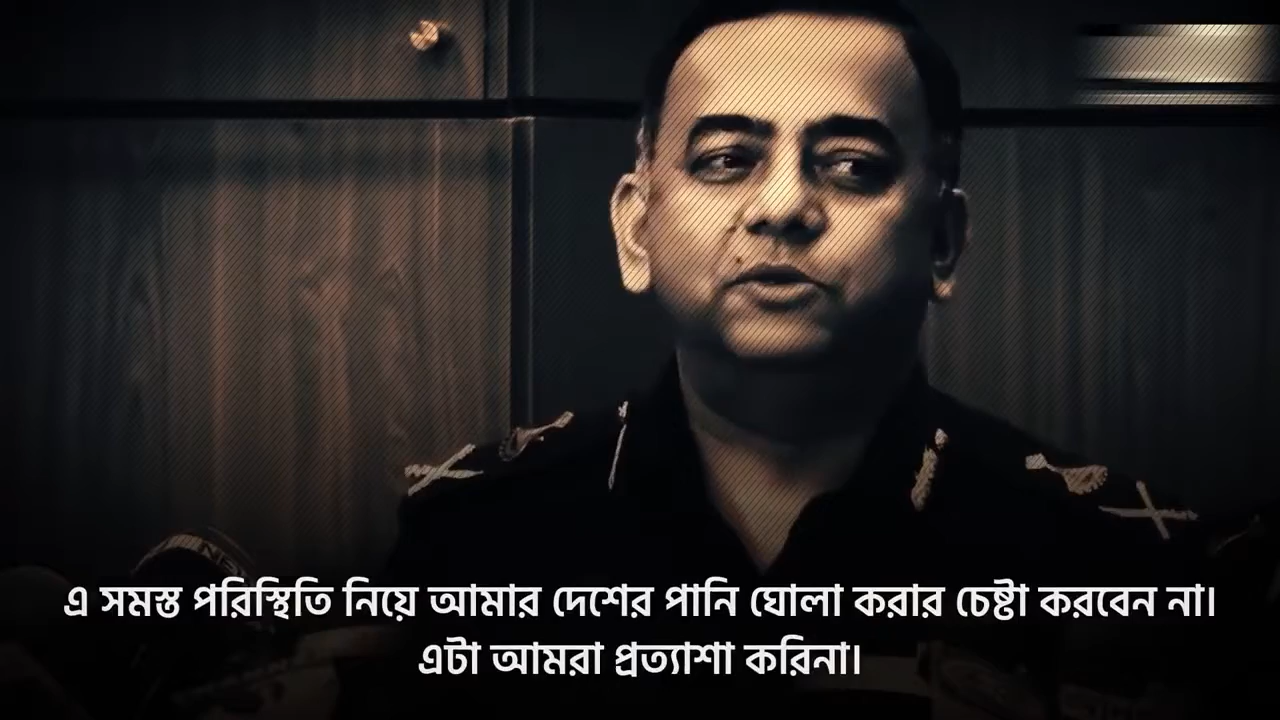 এ সমস্ত পরিস্থিতি নিয়ে আমার দেশের পানি ঘোলা করার চেষ্টা করবেন না।
এটা আমরা প্রত্যাশা করিনা।